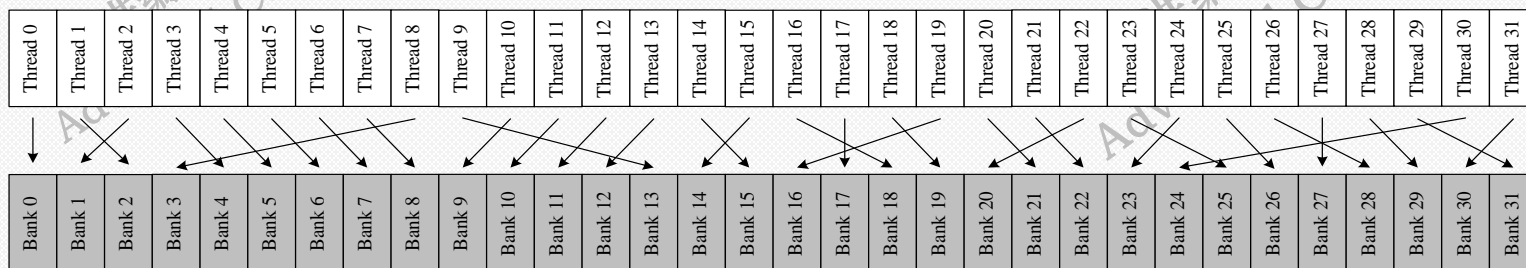 Thread 0 Thread 1 Thread 2 Thread 3 Thread 4 Thread 5 Thread 6 Thread 7 Thread 8 Thread 9 Thread 10 Thread 11 Thread 12 Thread 13 Thread 14 Thread 15 Thread 16 Thread 17 Thread 18 Thread 19 Thread 20 Thread 21 Thread 22 Thread 23 Thread 24 Thread 25 Thread 26 Thread 27 Thread 28 Thread 29 Thread 30 Thread 31
Bank 0 Bank 1 Bank 2 Bank 3 Bank 4 Bank 5 Bank 6 Bank 7 Bank 8 Bank 9 Bank 10 Bank 11 Bank 12 Bank 13 Bank 14 Bank 15 Bank 16 Bank 17 Bank 18 Bank 19 Bank 20 Bank 21 Bank 22 Bank 23 Bank 24 Bank 25 Bank 26 Bank 27 Bank 28 Bank 29 Bank 30 Bank 31